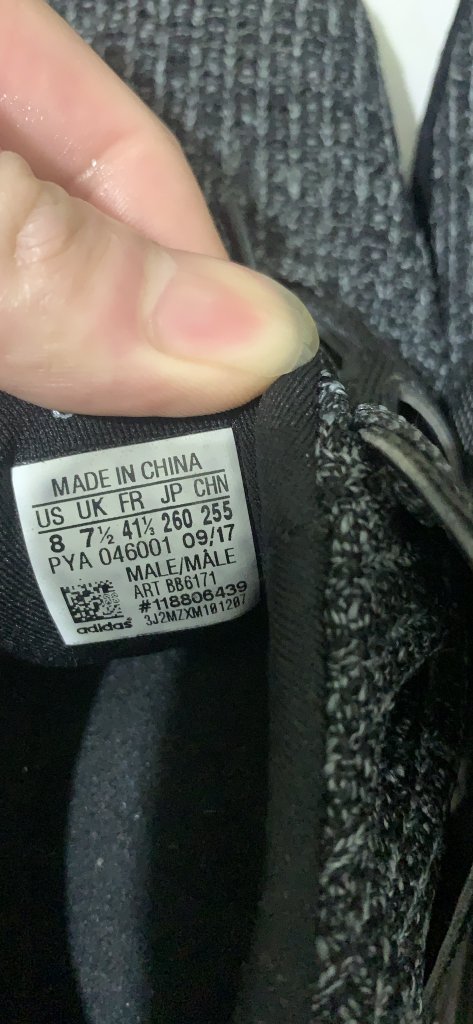 MADE IN CHINA
US UK FR JP CHN
8 7½ 41⅓ 260 255
PYA 046001 09/17
MALE/MÂLE
ART BB6171
#118806439
3J2MZXM101207
adidas